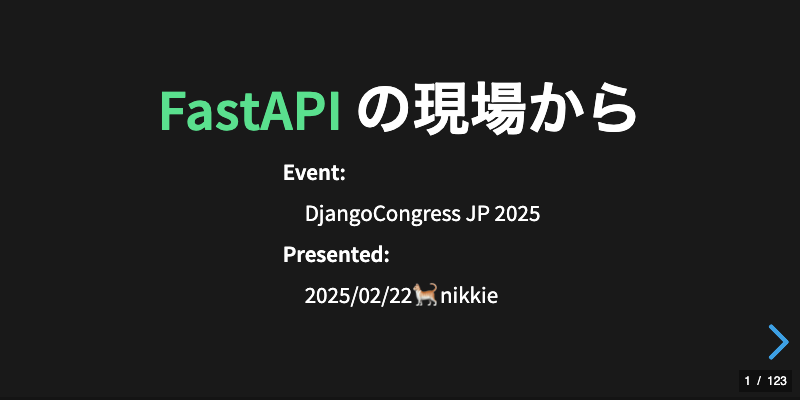 FastAPI の現場から
Event:
DjangoCongress JP 2025
Presented:
2025/02/22🐈nikkie
1 / 123